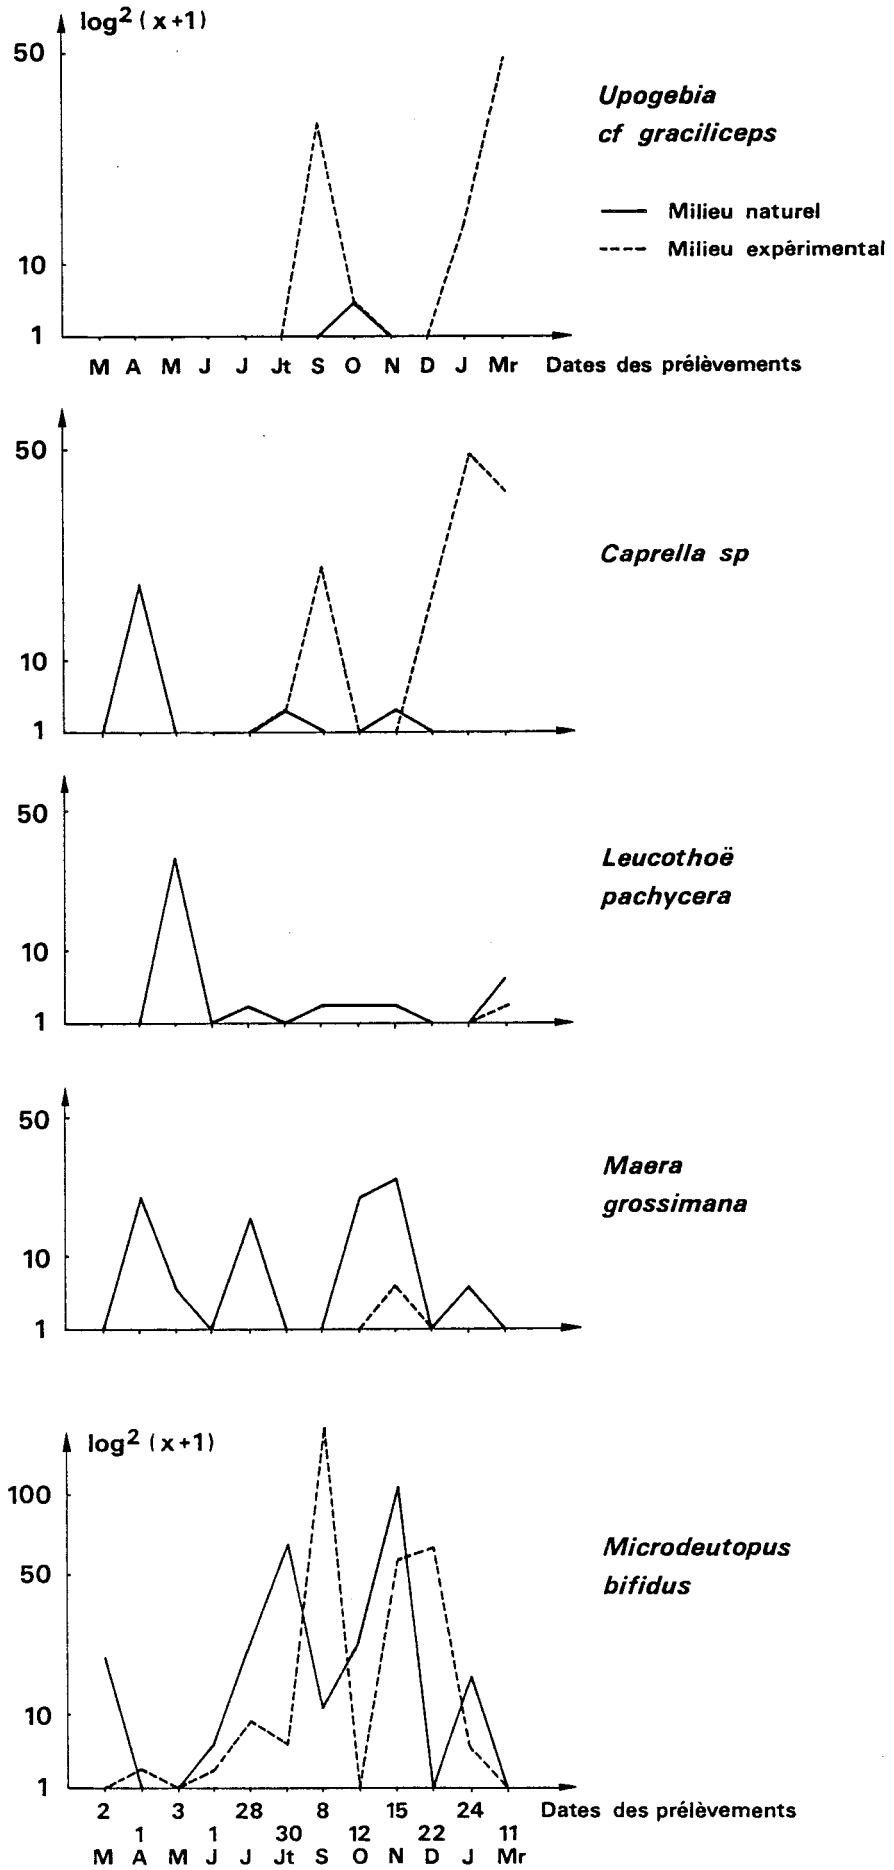 log² (x+1)
50
10
1
M A M J J Jt S O N D J Mr Dates des prélèvements
Upogebia
cf graciliceps
Milieu naturel
Milieu expérimental
50
10
1
Caprella sp
50
10
1
Leucothoë
pachycera
50
10
1
Maera
grossimana
log² (x+1)
100
50
10
1
Microdeutopus
bifidus
2 3 28 8 15 24 Dates des prélèvements
1 1 30 12 22 11
M A M J J Jt S O N D J Mr